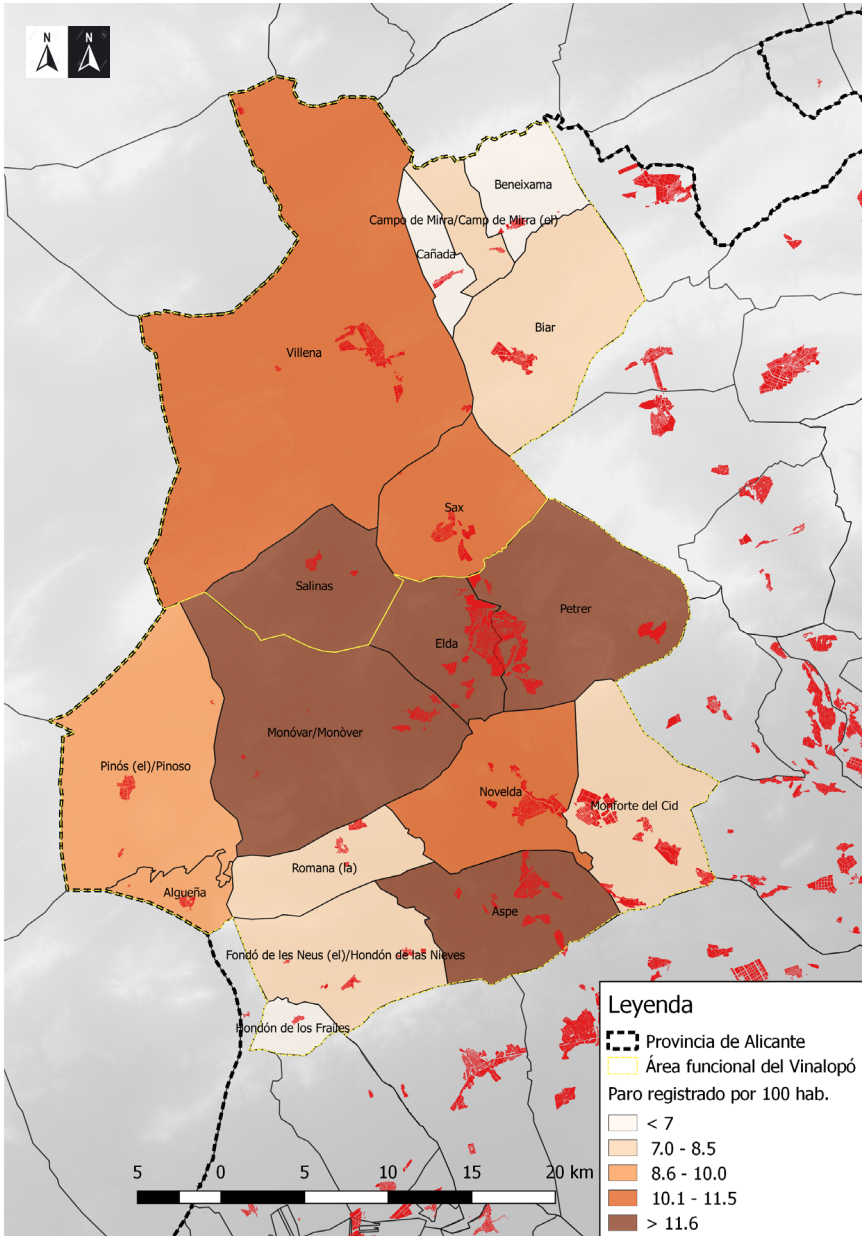 N N
Beneixama
Campo de Mirra/Camp de Mirra (el)
Cañada
Biar
Villena
Sax
Salinas
Petrer
Elda
Monóvar/Monòver
Pinós (el)/Pinoso
Novelda
Monforte del Cid
Romana (la)
Algueña
Aspe
Fondó de les Neus (el)/Hondón de las Nieves
Hondón de los Frailes
Leyenda
Provincia de Alicante
Área funcional del Vinalopó
Paro registrado por 100 hab.
< 7
7.0 - 8.5
8.6 - 10.0
10.1 - 11.5
> 11.6
5 0 5 10 15 20 km